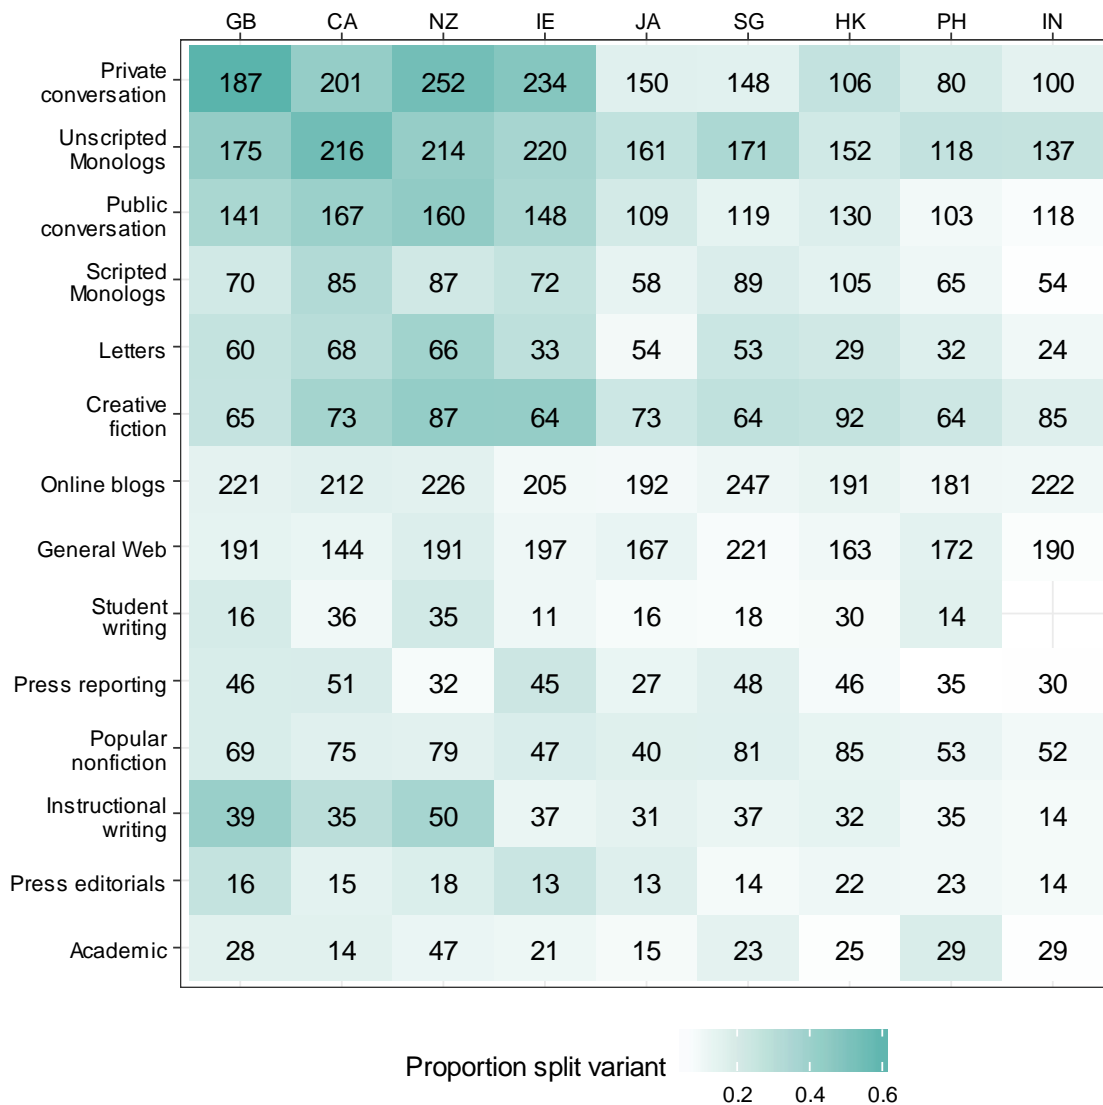 GB CA NZ IE JA SG HK PH IN
Private
conversation
187 201 252 234 150 148 106 80 100
Unscripted
Monologs
175 216 214 220 161 171 152 118 137
Public
conversation
141 167 160 148 109 119 130 103 118
Scripted
Monologs
70 85 87 72 58 89 105 65 54
Letters 60 68 66 33 54 53 29 32 24
Creative
fiction
65 73 87 64 73 64 92 64 85
Online blogs 221 212 226 205 192 247 191 181 222
General Web 191 144 191 197 167 221 163 172 190
Student
writing
16 36 35 11 16 18 30 14
Press reporting 46 51 32 45 27 48 46 35 30
Popular
nonfiction
69 75 79 47 40 81 85 53 52
Instructional
writing
39 35 50 37 31 37 32 35 14
Press editorials 16 15 18 13 13 14 22 23 14
Academic 28 14 47 21 15 23 25 29 29
Proportion split variant
0.2 0.4 0.6